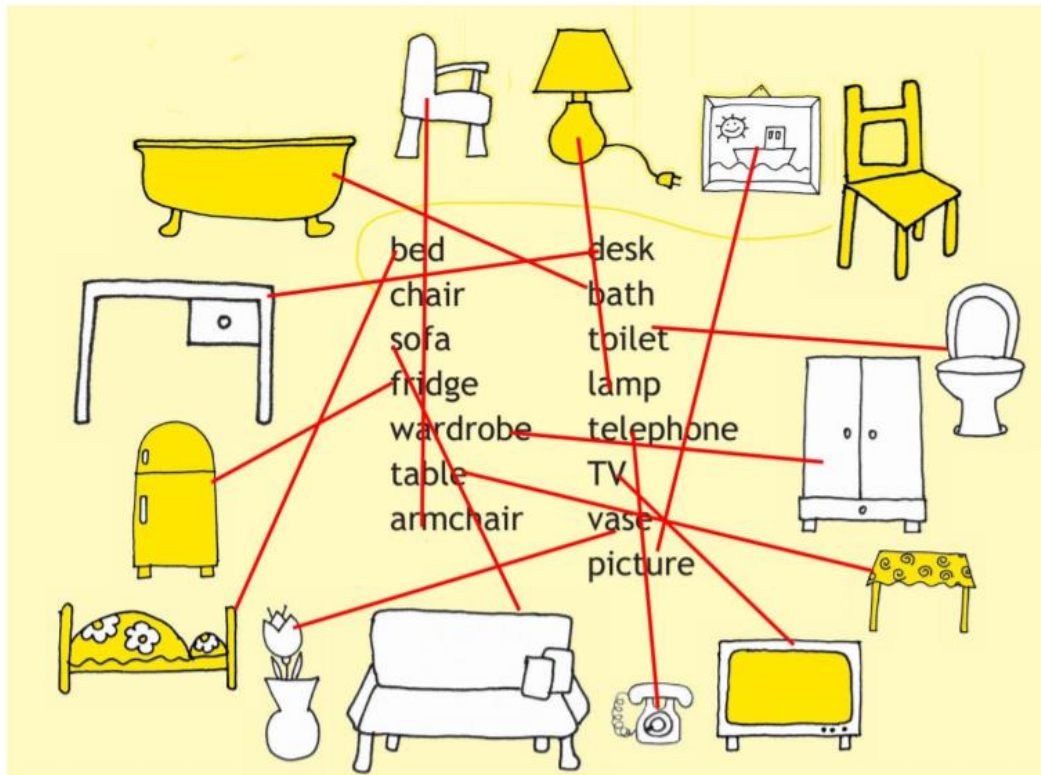 bed
chair
sofa
fridge
wardrobe
table
armchair
desk
bath
toilet
lamp
telephone
TV
vase
picture